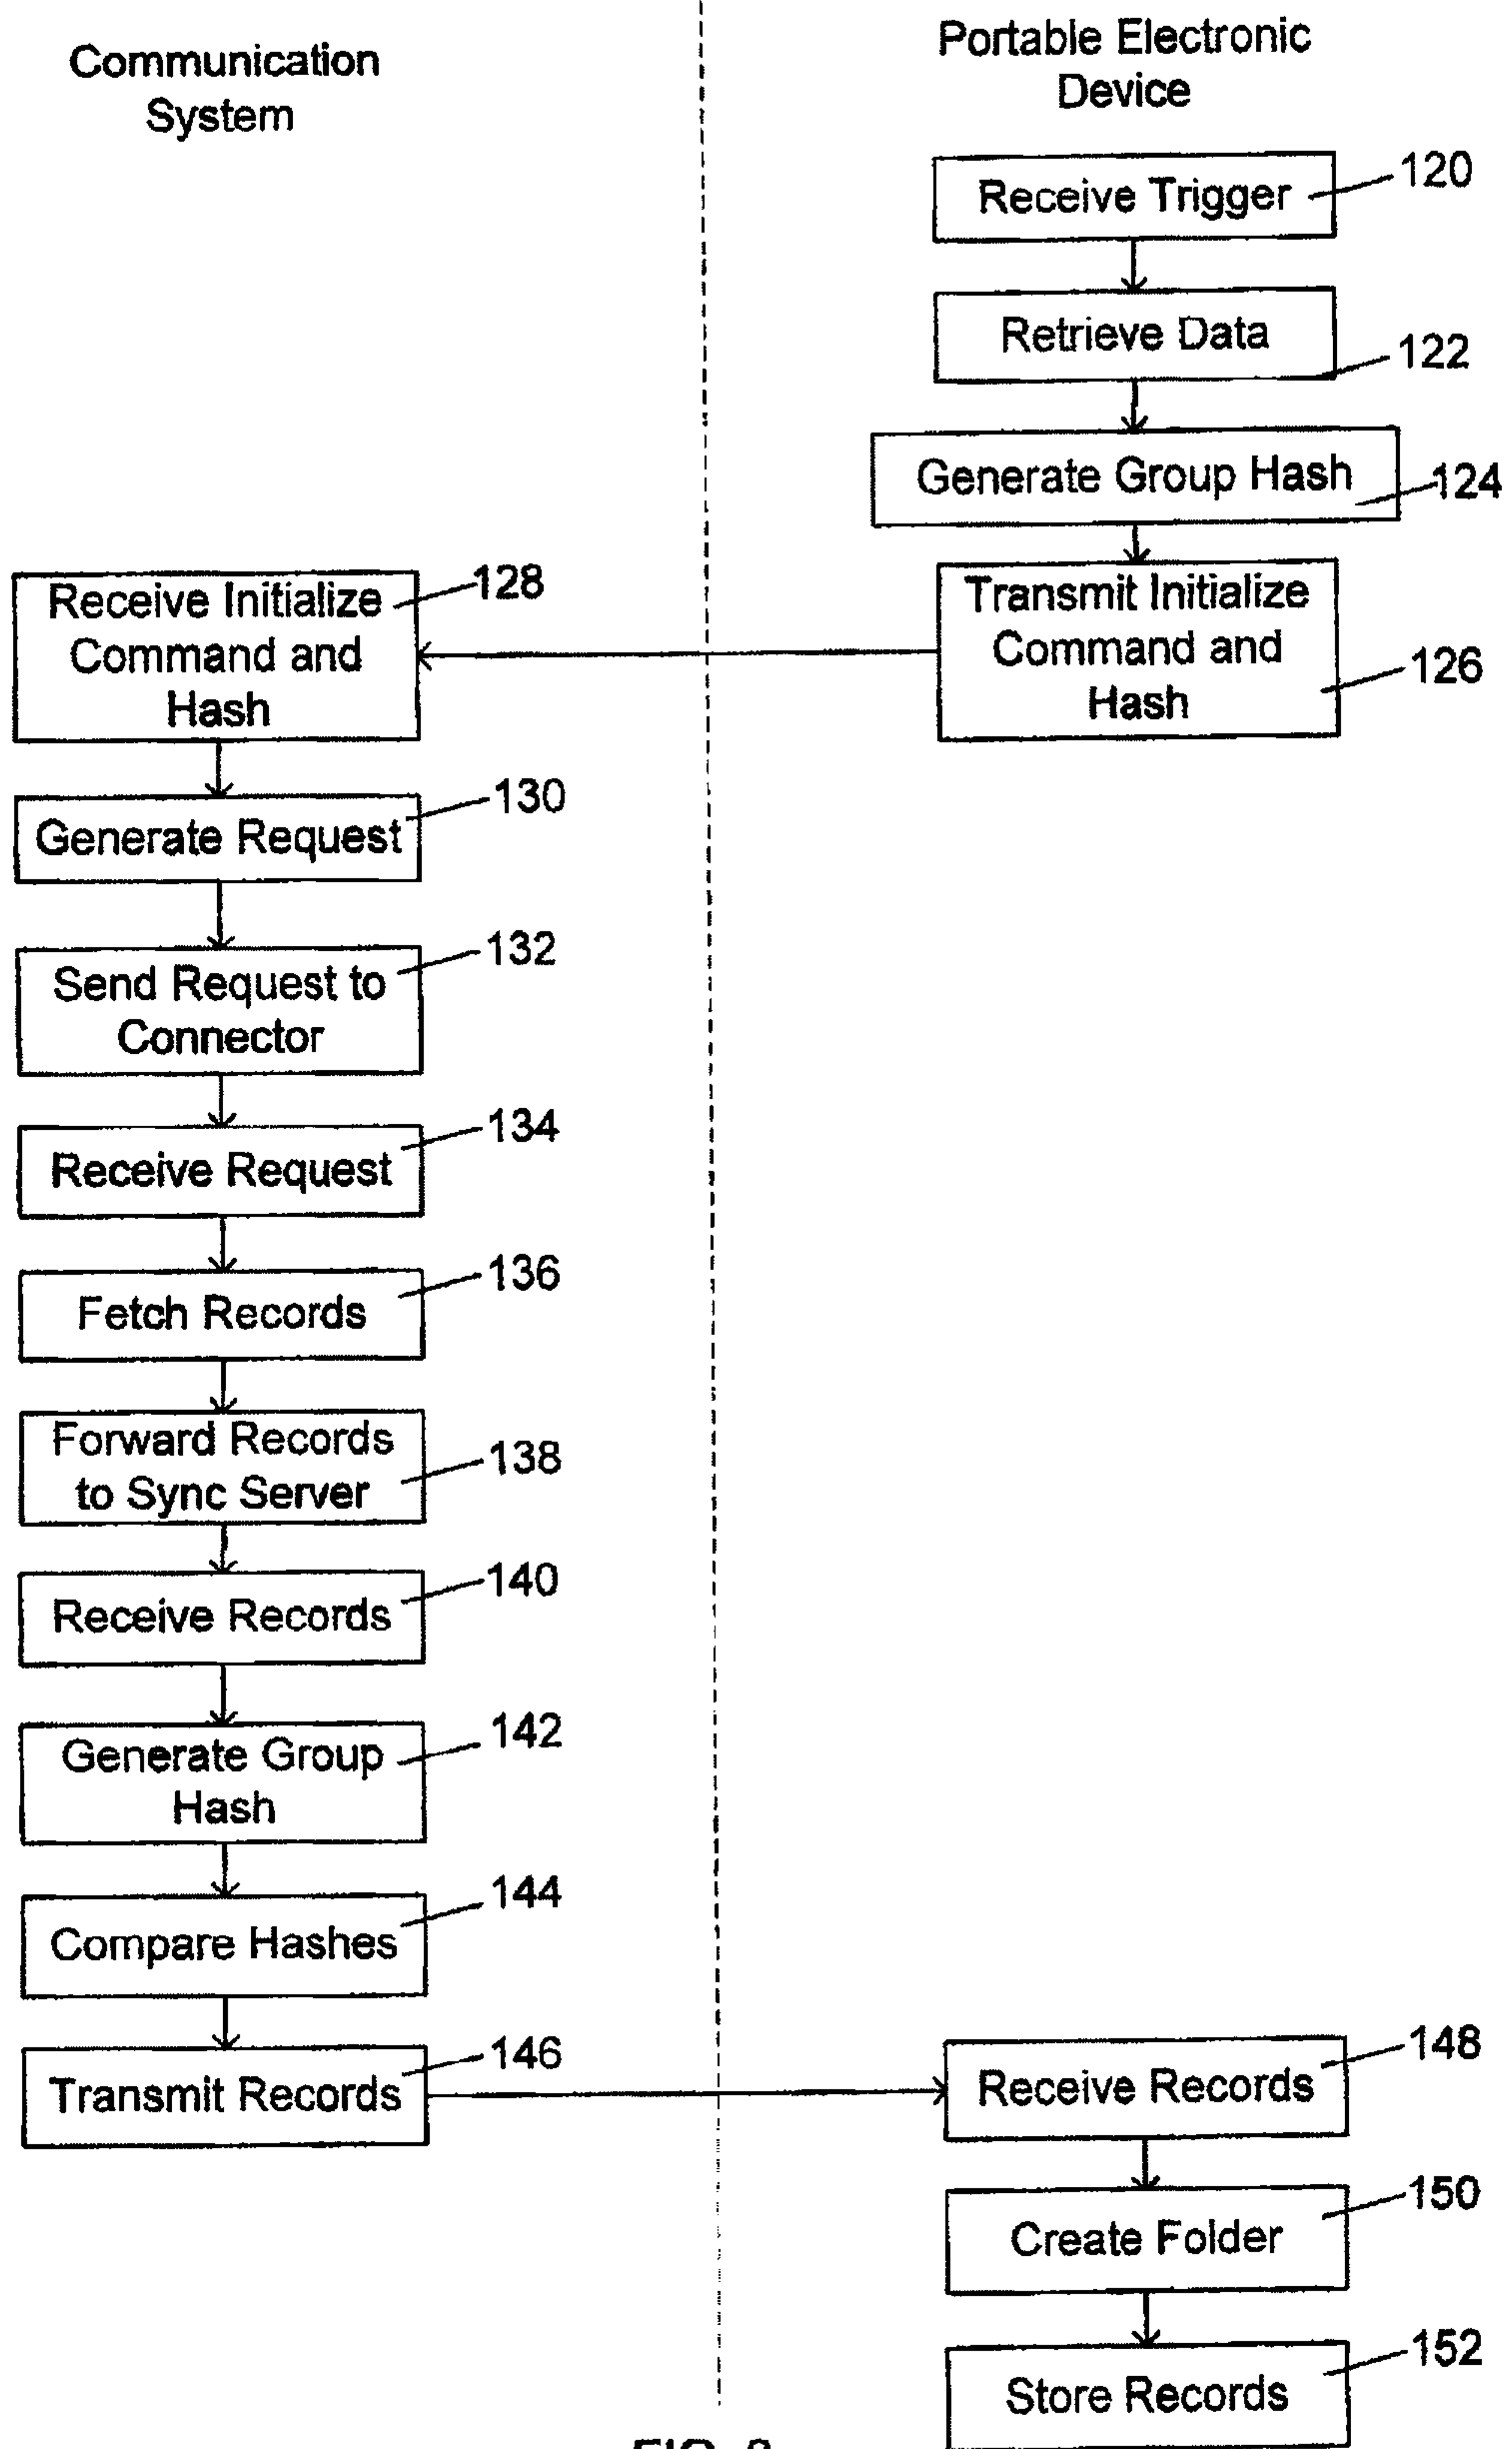 Communication
System
Portable Electronic
Device
Receive Trigger
120
Retrieve Data
122
Generate Group Hash
124
Transmit Initialize
Command and
Hash
126
Receive Initialize
Command and
Hash
128
Generate Request
130
Send Request to
Connector
132
Receive Request
134
Fetch Records
136
Forward Records
to Sync Server
138
Receive Records
140
Generate Group
Hash
142
Compare Hashes
144
Transmit Records
146
Receive Records
148
Create Folder
150
Store Records
152
FIG.